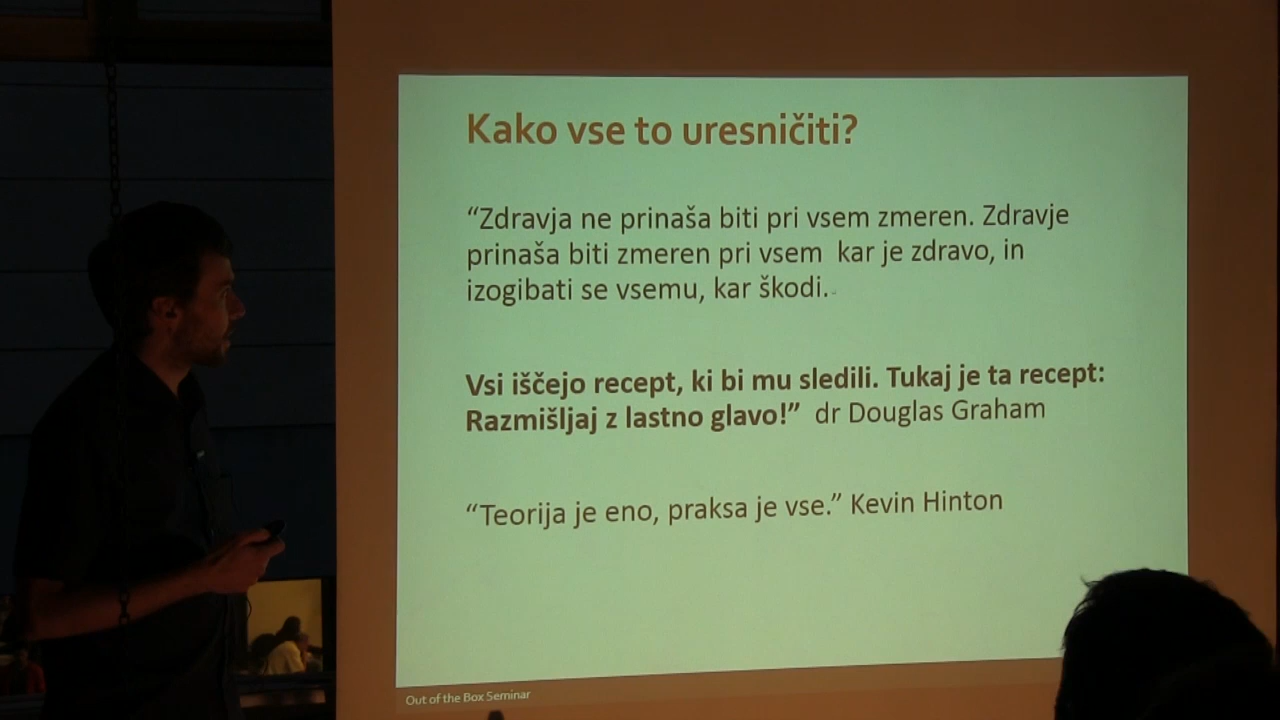 Kako vse to uresničiti?
“Zdravja ne prinaša biti pri vsem zmeren. Zdravje
prinaša biti zmeren pri vsem kar je zdravo, in
izogibati se vsemu, kar škodi.
Vsi iščejo recept, ki bi mu sledili. Tukaj je ta recept:
Razmišljaj z lastno glavo!” dr Douglas Graham
“Teorija je eno, praksa je vse.” Kevin Hinton
Out of the Box Seminar